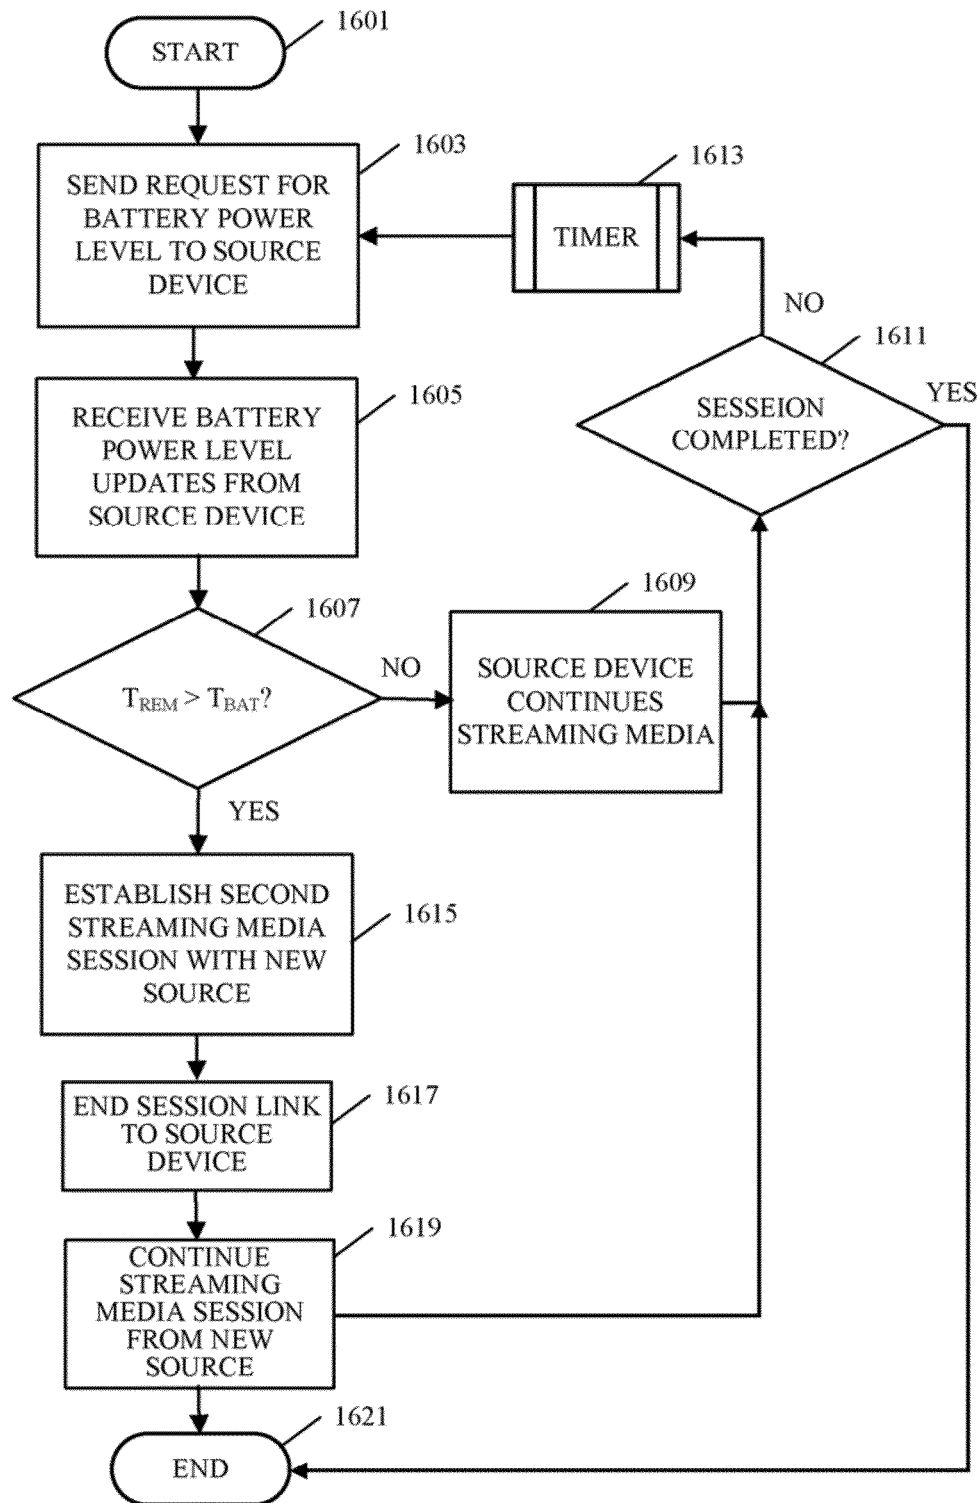 START
1601
1603
SEND REQUEST FOR
BATTERY POWER
LEVEL TO SOURCE
DEVICE
1613
TIMER
NO
1611
YES
SESSEION
COMPLETED?
1605
RECEIVE BATTERY
POWER LEVEL
UPDATES FROM
SOURCE DEVICE
1607
T_REM > T_BAT?
NO
1609
SOURCE DEVICE
CONTINUES
STREAMING MEDIA
YES
ESTABLISH SECOND
STREAMING MEDIA
SESSION WITH NEW
SOURCE
1615
END SESSION LINK
TO SOURCE
DEVICE
1617
1619
CONTINUE
STREAMING
MEDIA SESSION
FROM NEW
SOURCE
1621
END